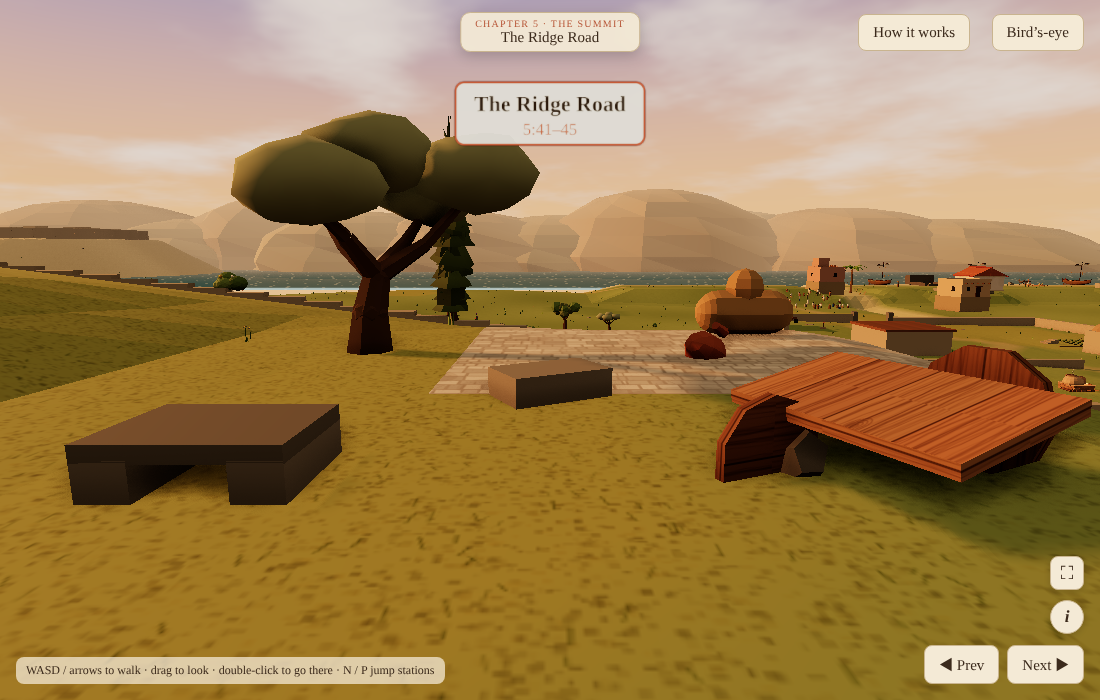 CHAPTER 5 · THE SUMMIT
The Ridge Road
How it works
Bird's-eye
The Ridge Road
5:41–45
i
WASD / arrows to walk · drag to look · double-click to go there · N / P jump stations
◀ Prev
Next ▶